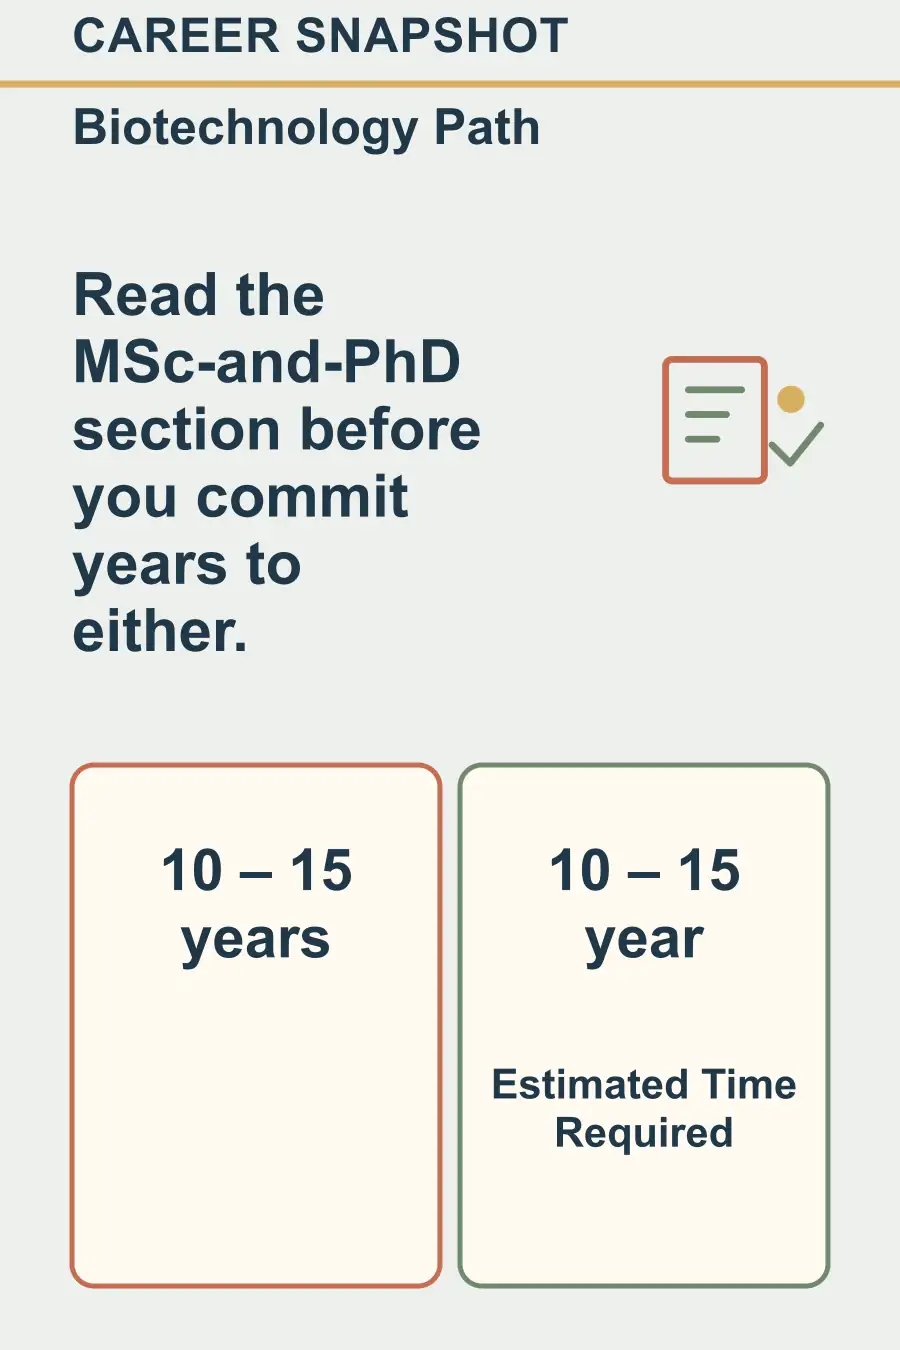 CAREER SNAPSHOT
Biotechnology Path
Read the
MSc-and-PhD
section before
you commit
years to
either.
10 – 15
years
10 – 15
year
Estimated Time
Required